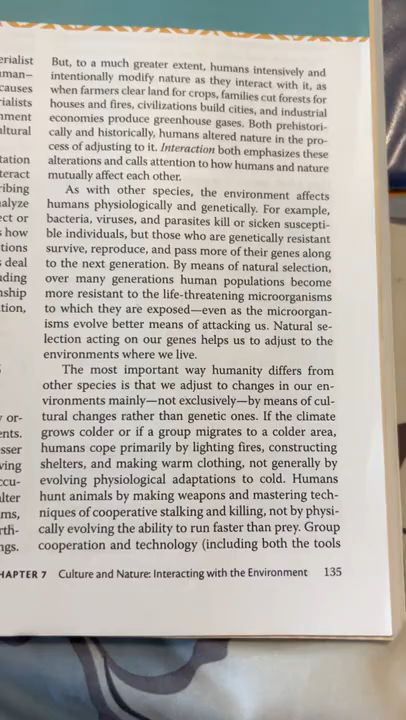 erialist
man–
causes
rialists
nment
ltural
tation
teract
ribing
nalyze
ect or
s how
tions
s deal
nding
nship
tion,
y or-
ents.
sser
ving
ccu-
lter
ms,
rth-
ngs.
But, to a much greater extent, humans intensively and
intentionally modify nature as they interact with it, as
when farmers clear land for crops, families cut forests for
houses and fires, civilizations build cities, and industrial
economies produce greenhouse gases. Both prehistori-
cally and historically, humans altered nature in the pro-
cess of adjusting to it. Interaction both emphasizes these
alterations and calls attention to how humans and nature
mutually affect each other.
As with other species, the environment affects
humans physiologically and genetically. For example,
bacteria, viruses, and parasites kill or sicken suscepti-
ble individuals, but those who are genetically resistant
survive, reproduce, and pass more of their genes along
to the next generation. By means of natural selection,
over many generations human populations become
more resistant to the life-threatening microorganisms
to which they are exposed—even as the microorgan-
isms evolve better means of attacking us. Natural se-
lection acting on our genes helps us to adjust to the
environments where we live.
The most important way humanity differs from
other species is that we adjust to changes in our en-
vironments mainly—not exclusively—by means of cul-
tural changes rather than genetic ones. If the climate
grows colder or if a group migrates to a colder area,
humans cope primarily by lighting fires, constructing
shelters, and making warm clothing, not generally by
evolving physiological adaptations to cold. Humans
hunt animals by making weapons and mastering tech-
niques of cooperative stalking and killing, not by physi-
cally evolving the ability to run faster than prey. Group
cooperation and technology (including both the tools
HAPTER 7 Culture and Nature: Interacting with the Environment 135